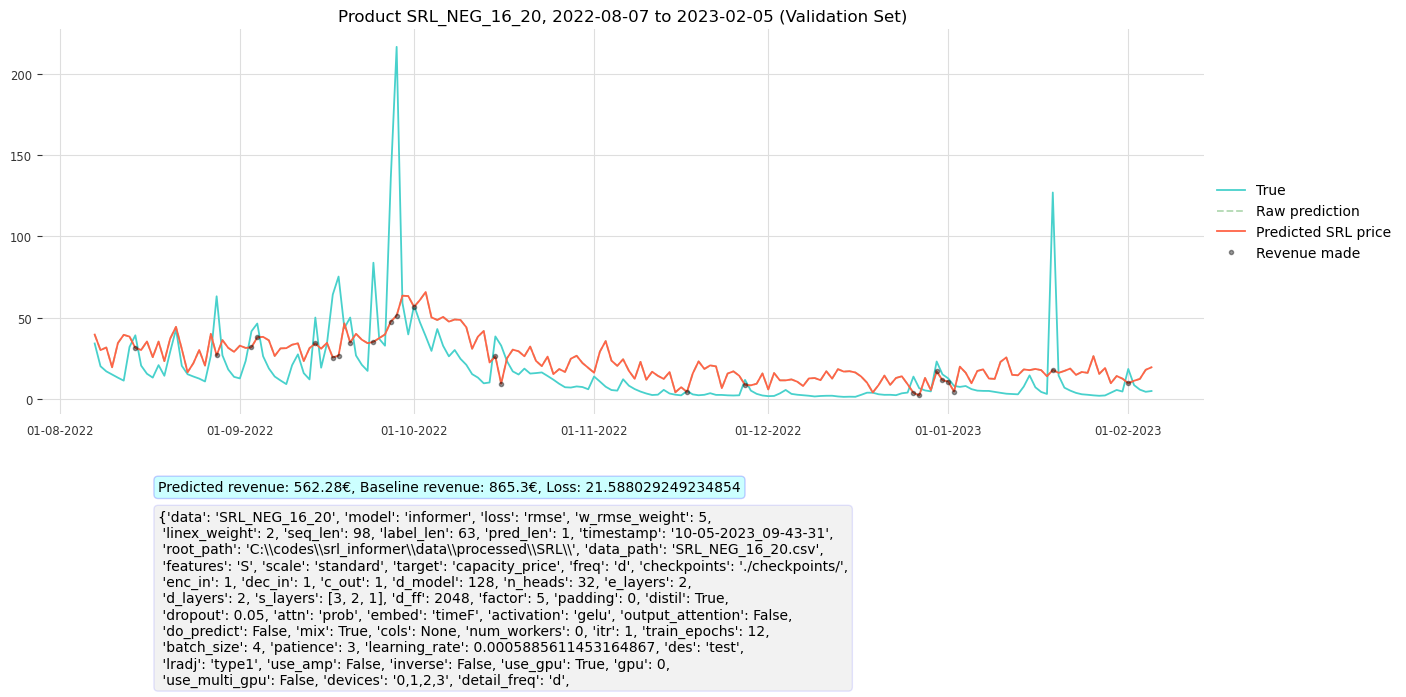 Product SRL_NEG_16_20, 2022-08-07 to 2023-02-05 (Validation Set)
200
150
100
50
0
01-08-2022
01-09-2022
01-10-2022
01-11-2022
01-12-2022
01-01-2023
01-02-2023
True
Raw prediction
Predicted SRL price
Revenue made
Predicted revenue: 562.28€, Baseline revenue: 865.3€, Loss: 21.588029249234854
{'data': 'SRL_NEG_16_20', 'model': 'informer', 'loss': 'rmse', 'w_rmse_weight': 5,
'linex_weight': 2, 'seq_len': 98, 'label_len': 63, 'pred_len': 1, 'timestamp': '10-05-2023_09-43-31',
'root_path': 'C:\\codes\\srl_informer\\data\\processed\\SRL\\', 'data_path': 'SRL_NEG_16_20.csv',
'features': 'S', 'scale': 'standard', 'target': 'capacity_price', 'freq': 'd', 'checkpoints': './checkpoints/',
'enc_in': 1, 'dec_in': 1, 'c_out': 1, 'd_model': 128, 'n_heads': 32, 'e_layers': 2,
'd_layers': 2, 's_layers': [3, 2, 1], 'd_ff': 2048, 'factor': 5, 'padding': 0, 'distil': True,
'dropout': 0.05, 'attn': 'prob', 'embed': 'timeF', 'activation': 'gelu', 'output_attention': False,
'do_predict': False, 'mix': True, 'cols': None, 'num_workers': 0, 'itr': 1, 'train_epochs': 12,
'batch_size': 4, 'patience': 3, 'learning_rate': 0.0005885611453164867, 'des': 'test',
'lradj': 'type1', 'use_amp': False, 'inverse': False, 'use_gpu': True, 'gpu': 0,
'use_multi_gpu': False, 'devices': '0,1,2,3', 'detail_freq': 'd',